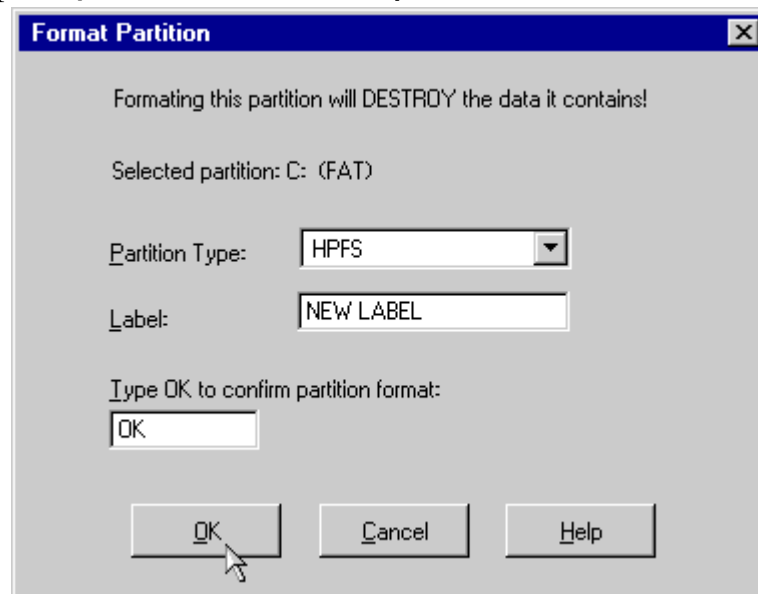 Format Partition
Formating this partition will DESTROY the data it contains!
Selected partition: C: (FAT)
Partition Type: HPFS
Label: NEW LABEL
Type OK to confirm partition format:
OK
OK Cancel Help